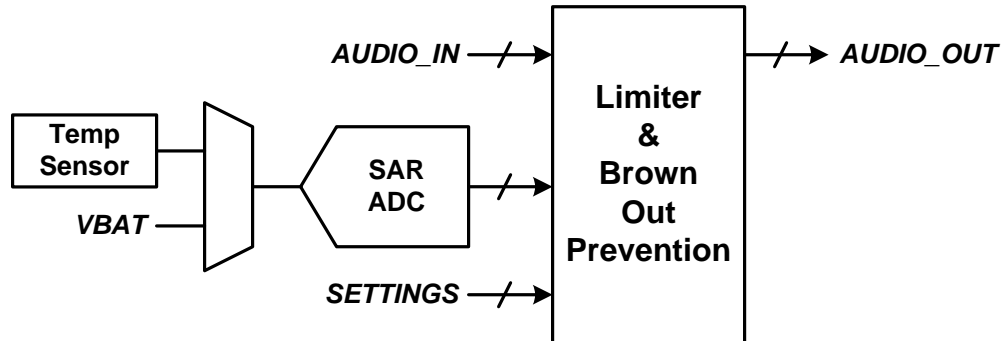 AUDIO_IN
AUDIO_OUT
Limiter
&
Brown
Out
Prevention
Temp
Sensor
SAR
ADC
VBAT
SETTINGS